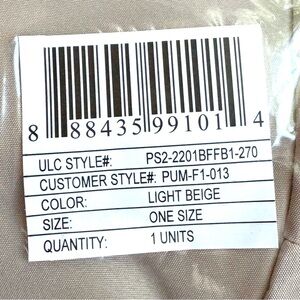 8 88435 99101 4
ULC STYLE#: PS2-2201BFFB1-270
CUSTOMER STYLE#: PUM-F1-013
COLOR: LIGHT BEIGE
SIZE: ONE SIZE
QUANTITY: 1 UNITS